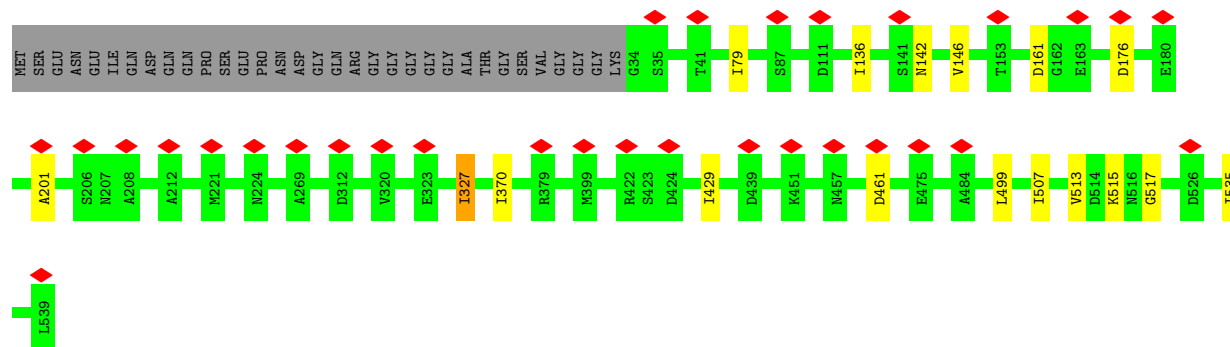 MET SER GLU ASN GLU ILE GLN ASP GLN GLN PRO SER GLU PRO ASN ASP GLY GLN ARG GLY GLY GLY GLY GLY ALA THR GLY SER VAL GLY GLY GLY LYS G34 S35 T41 I79 S87 D111 I136 S141 N142 V146 T153 D161 G162 E163 D176 E180
A201 S206 N207 A208 A212 M221 N224 A269 D312 V320 E323 I327 I370 R379 M399 R422 S423 D424 I429 D439 K451 N457 D461 E475 A484 L499 I507 V513 D514 K515 N516 G517 D526
L539